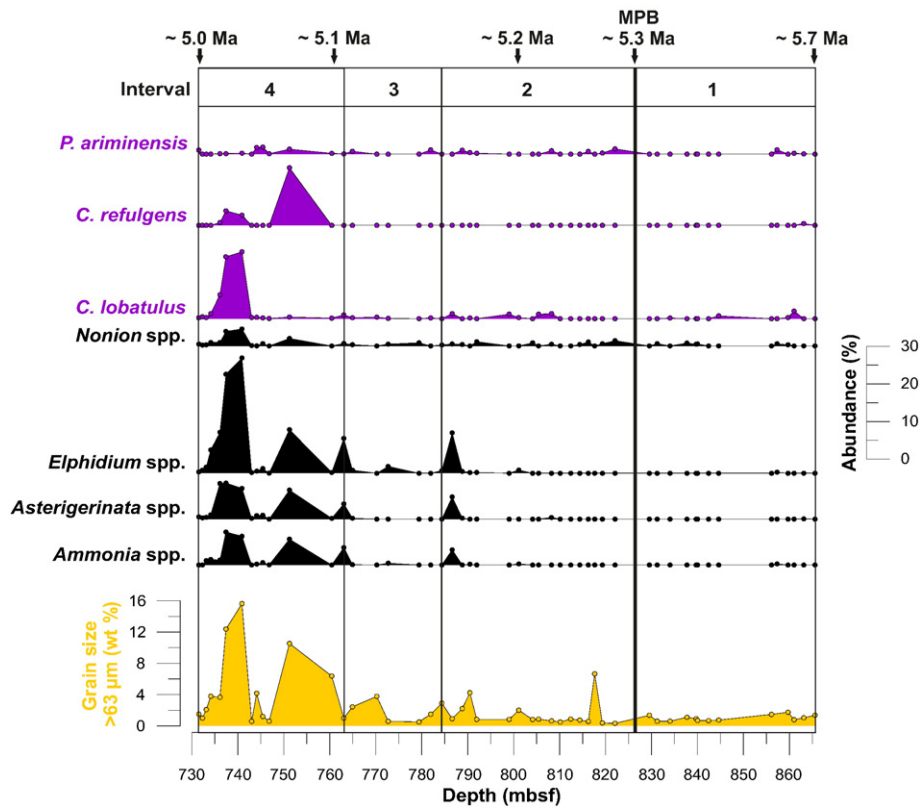 MPB
~ 5.0 Ma ~ 5.1 Ma ~ 5.2 Ma ~ 5.3 Ma ~ 5.7 Ma
Interval 4 3 2 1
P. ariminensis
C. refulgens
C. lobatulus
Nonion spp.
Elphidium spp.
Asterigerinata spp.
Ammonia spp.
30
20
10
0
Abundance (%)
16
12
8
4
0
Grain size
>63 µm (wt %)
730 740 750 760 770 780 790 800 810 820 830 840 850 860
Depth (mbsf)